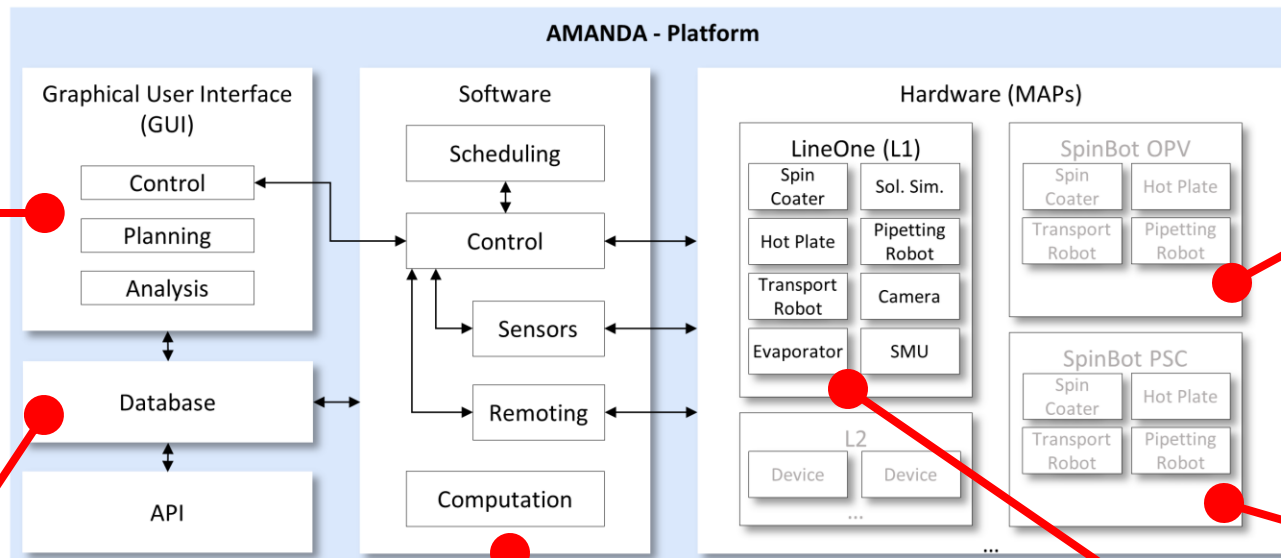 AMANDA - Platform
Graphical User Interface
(GUI)
Control
Planning
Analysis
Database
API
Software
Scheduling
Control
Sensors
Remoting
Computation
Hardware (MAPs)
LineOne (L1)
Spin
Coater
Sol. Sim.
Hot Plate
Pipetting
Robot
Transport
Robot
Camera
Evaporator
SMU
L2
Device
Device
...
SpinBot OPV
Spin
Coater
Hot Plate
Transport
Robot
Pipetting
Robot
SpinBot PSC
Spin
Coater
Hot Plate
Transport
Robot
Pipetting
Robot
...